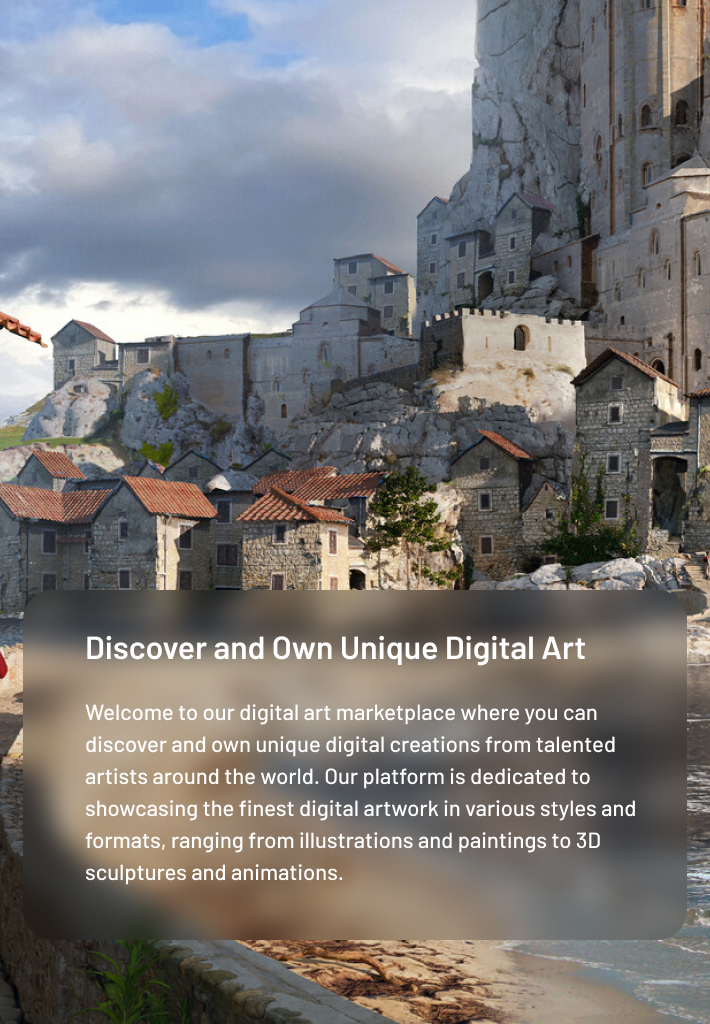 Discover and Own Unique Digital Art
Welcome to our digital art marketplace where you can
discover and own unique digital creations from talented
artists around the world. Our platform is dedicated to
showcasing the finest digital artwork in various styles and
formats, ranging from illustrations and paintings to 3D
sculptures and animations.